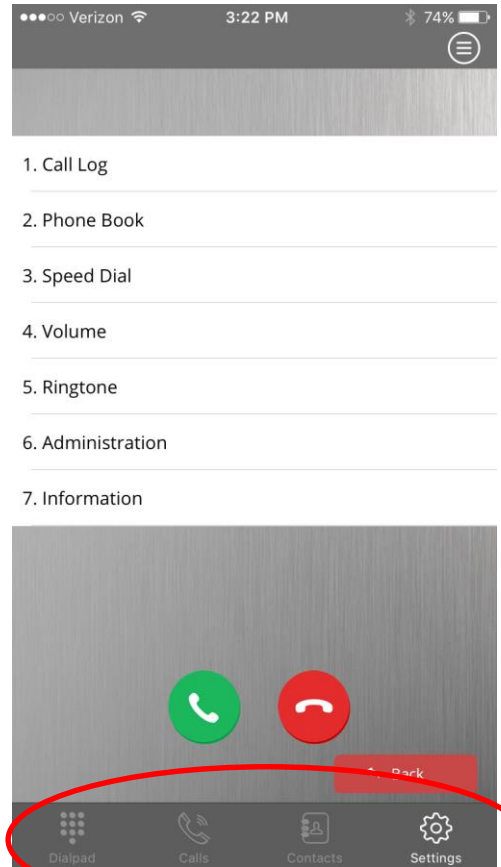 Verizon 3:22 PM 74%
1. Call Log
2. Phone Book
3. Speed Dial
4. Volume
5. Ringtone
6. Administration
7. Information
Back
Dialpad Calls Contacts Settings